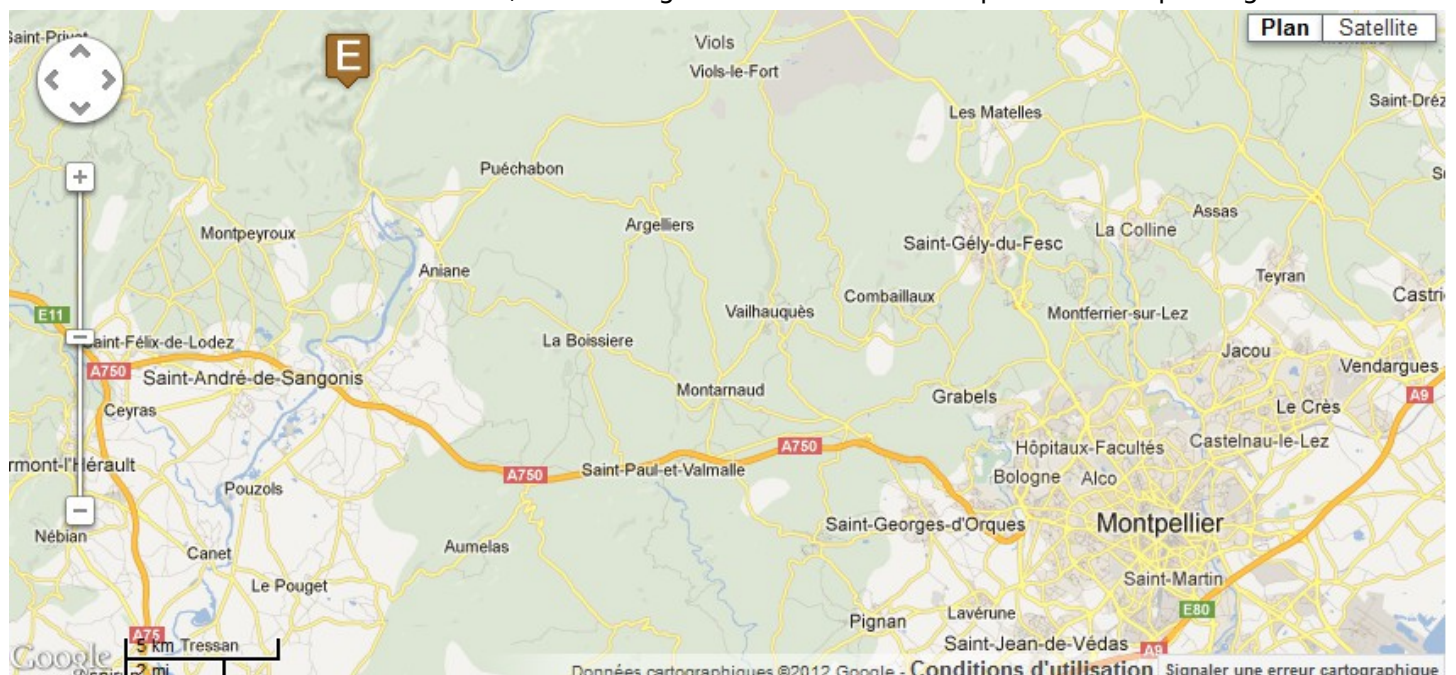 Plan
Satellite
E
Saint-Privat
Viols
Viols-le-Fort
Les Matelles
Puéchabon
Argelliers
Assas
La Colline
Montpeyroux
Saint-Gély-du-Fesc
Aniane
Teyran
Combaillaux
E11
Vailhauquès
Montferrier-sur-Lez
Saint-Félix-de-Lodez
La Boissiere
Jacou
Vendargues
A750
Saint-André-de-Sangonis
Montarnaud
Grabels
A9
Ceyras
Le Crès
A750
Hôpitaux-Facultés
Castelnau-le-Lez
rmont-l'Hérault
A750
Saint-Paul-et-Valmalle
Bologne
Alco
Pouzols
Saint-Georges-d'Orques
Montpellier
Nébian
Aumelas
Canet
Le Pouget
Saint-Martin
Pignan
Lavérune
E80
A75
5 km
Tressan
Saint-Jean-de-Védas
A9
Google
2 mi
Données cartographiques ©2012 Google - Conditions d'utilisation
Signaler une erreur cartographique